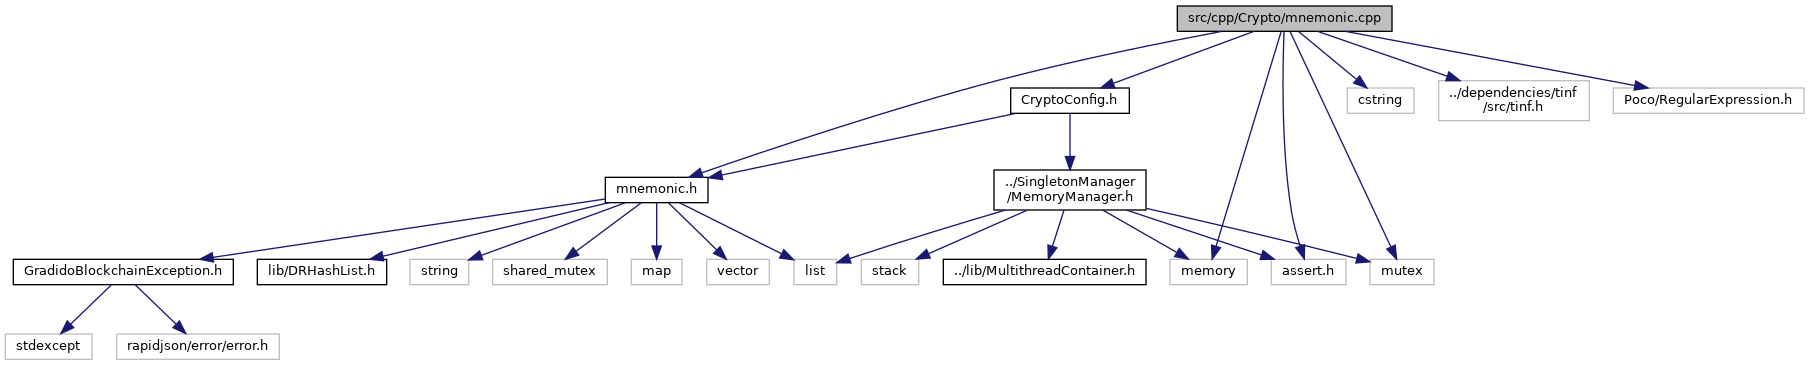 src/cpp/Crypto/mnemonic.cpp
CryptoConfig.h
cstring
../dependencies/tinf
/src/tinf.h
Poco/RegularExpression.h
mnemonic.h
../SingletonManager
/MemoryManager.h
GradidoBlockchainException.h
lib/DRHashList.h
string
shared_mutex
map
vector
list
stack
../lib/MultithreadContainer.h
memory
assert.h
mutex
stdexcept
rapidjson/error/error.h